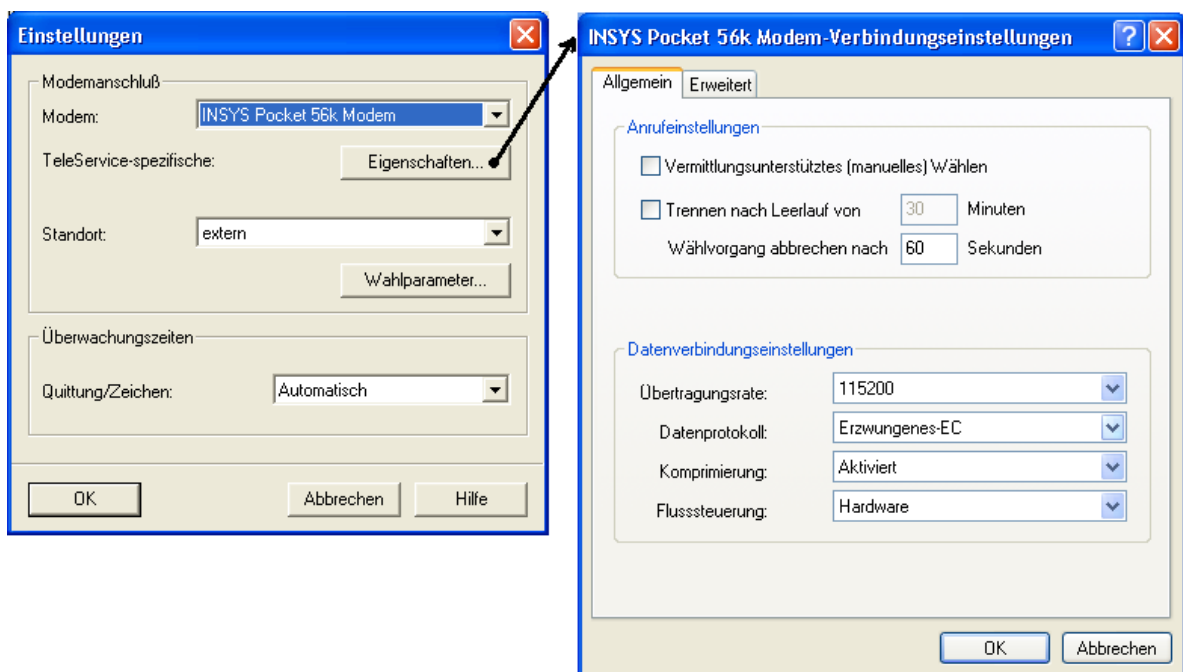 Einstellungen
Modemanschluß
Modem: INSYS Pocket 56k Modem
TeleService-spezifische: Eigenschaften...
Standort: extern
Wahlparameter...
Überwachungszeiten
Quittung/Zeichen: Automatisch
OK Abbrechen Hilfe
INSYS Pocket 56k Modem-Verbindungseinstellungen
Allgemein Erweitert
Anrufeinstellungen
Vermittlungsunterstütztes (manuelles) Wählen
Trennen nach Leerlauf von 30 Minuten
Wählvorgang abbrechen nach 60 Sekunden
Datenverbindungseinstellungen
Übertragungsrate: 115200
Datenprotokoll: Erzwungenes-EC
Komprimierung: Aktiviert
Flusssteuerung: Hardware
OK Abbrechen